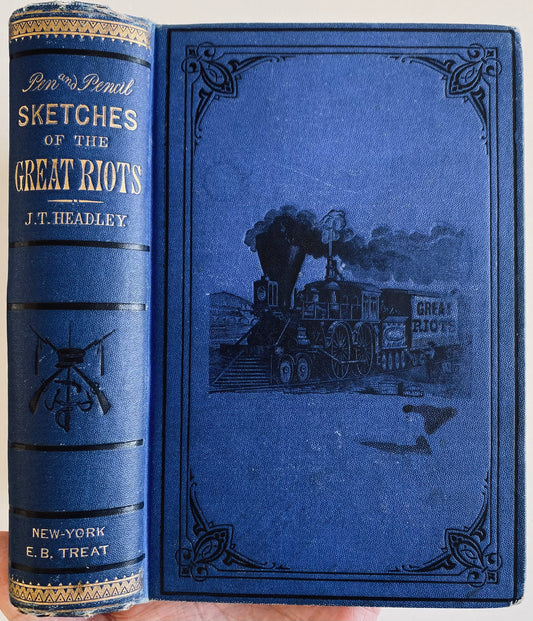 Pen and Pencil
SKETCHES
OF THE
GREAT RIOTS
J.T. HEADLEY.
NEW-YORK
E. B. TREAT
GREAT
RIOTS